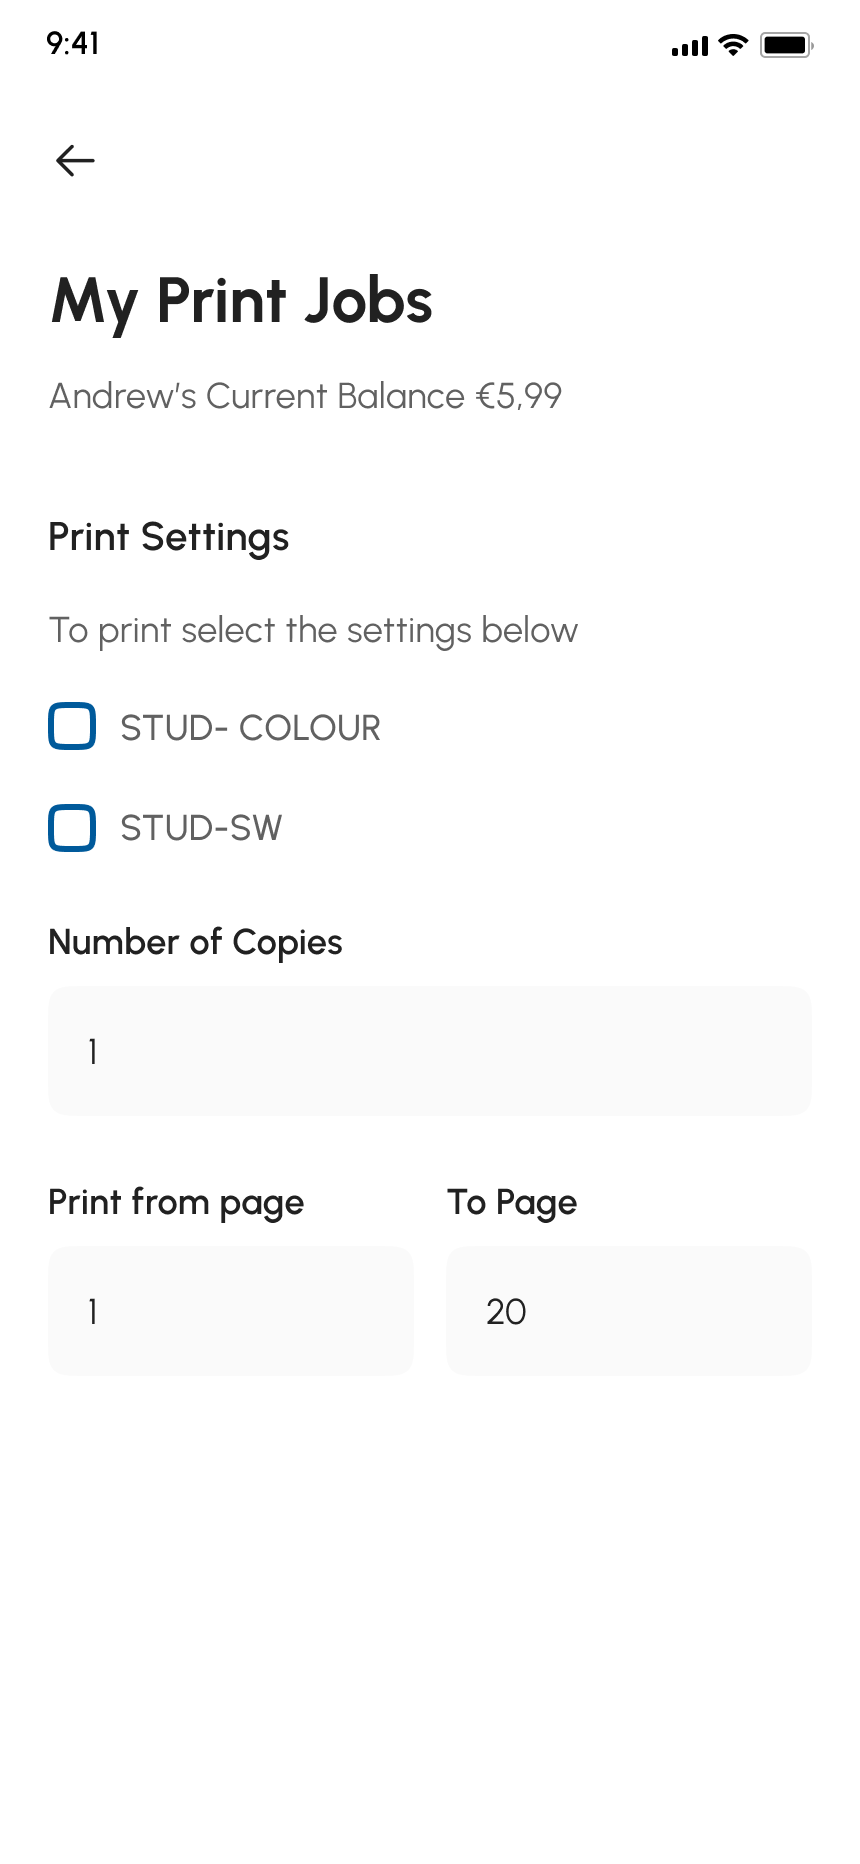 9:41
My Print Jobs
Andrew's Current Balance €5,99
Print Settings
To print select the settings below
STUD- COLOUR
STUD-SW
Number of Copies
1
Print from page
To Page
1
20